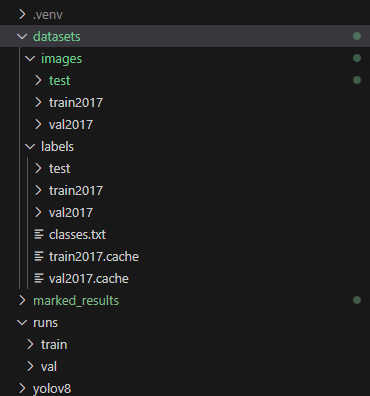 .venv
datasets
images
test
train2017
val2017
labels
test
train2017
val2017
classes.txt
train2017.cache
val2017.cache
marked_results
runs
train
val
yolov8